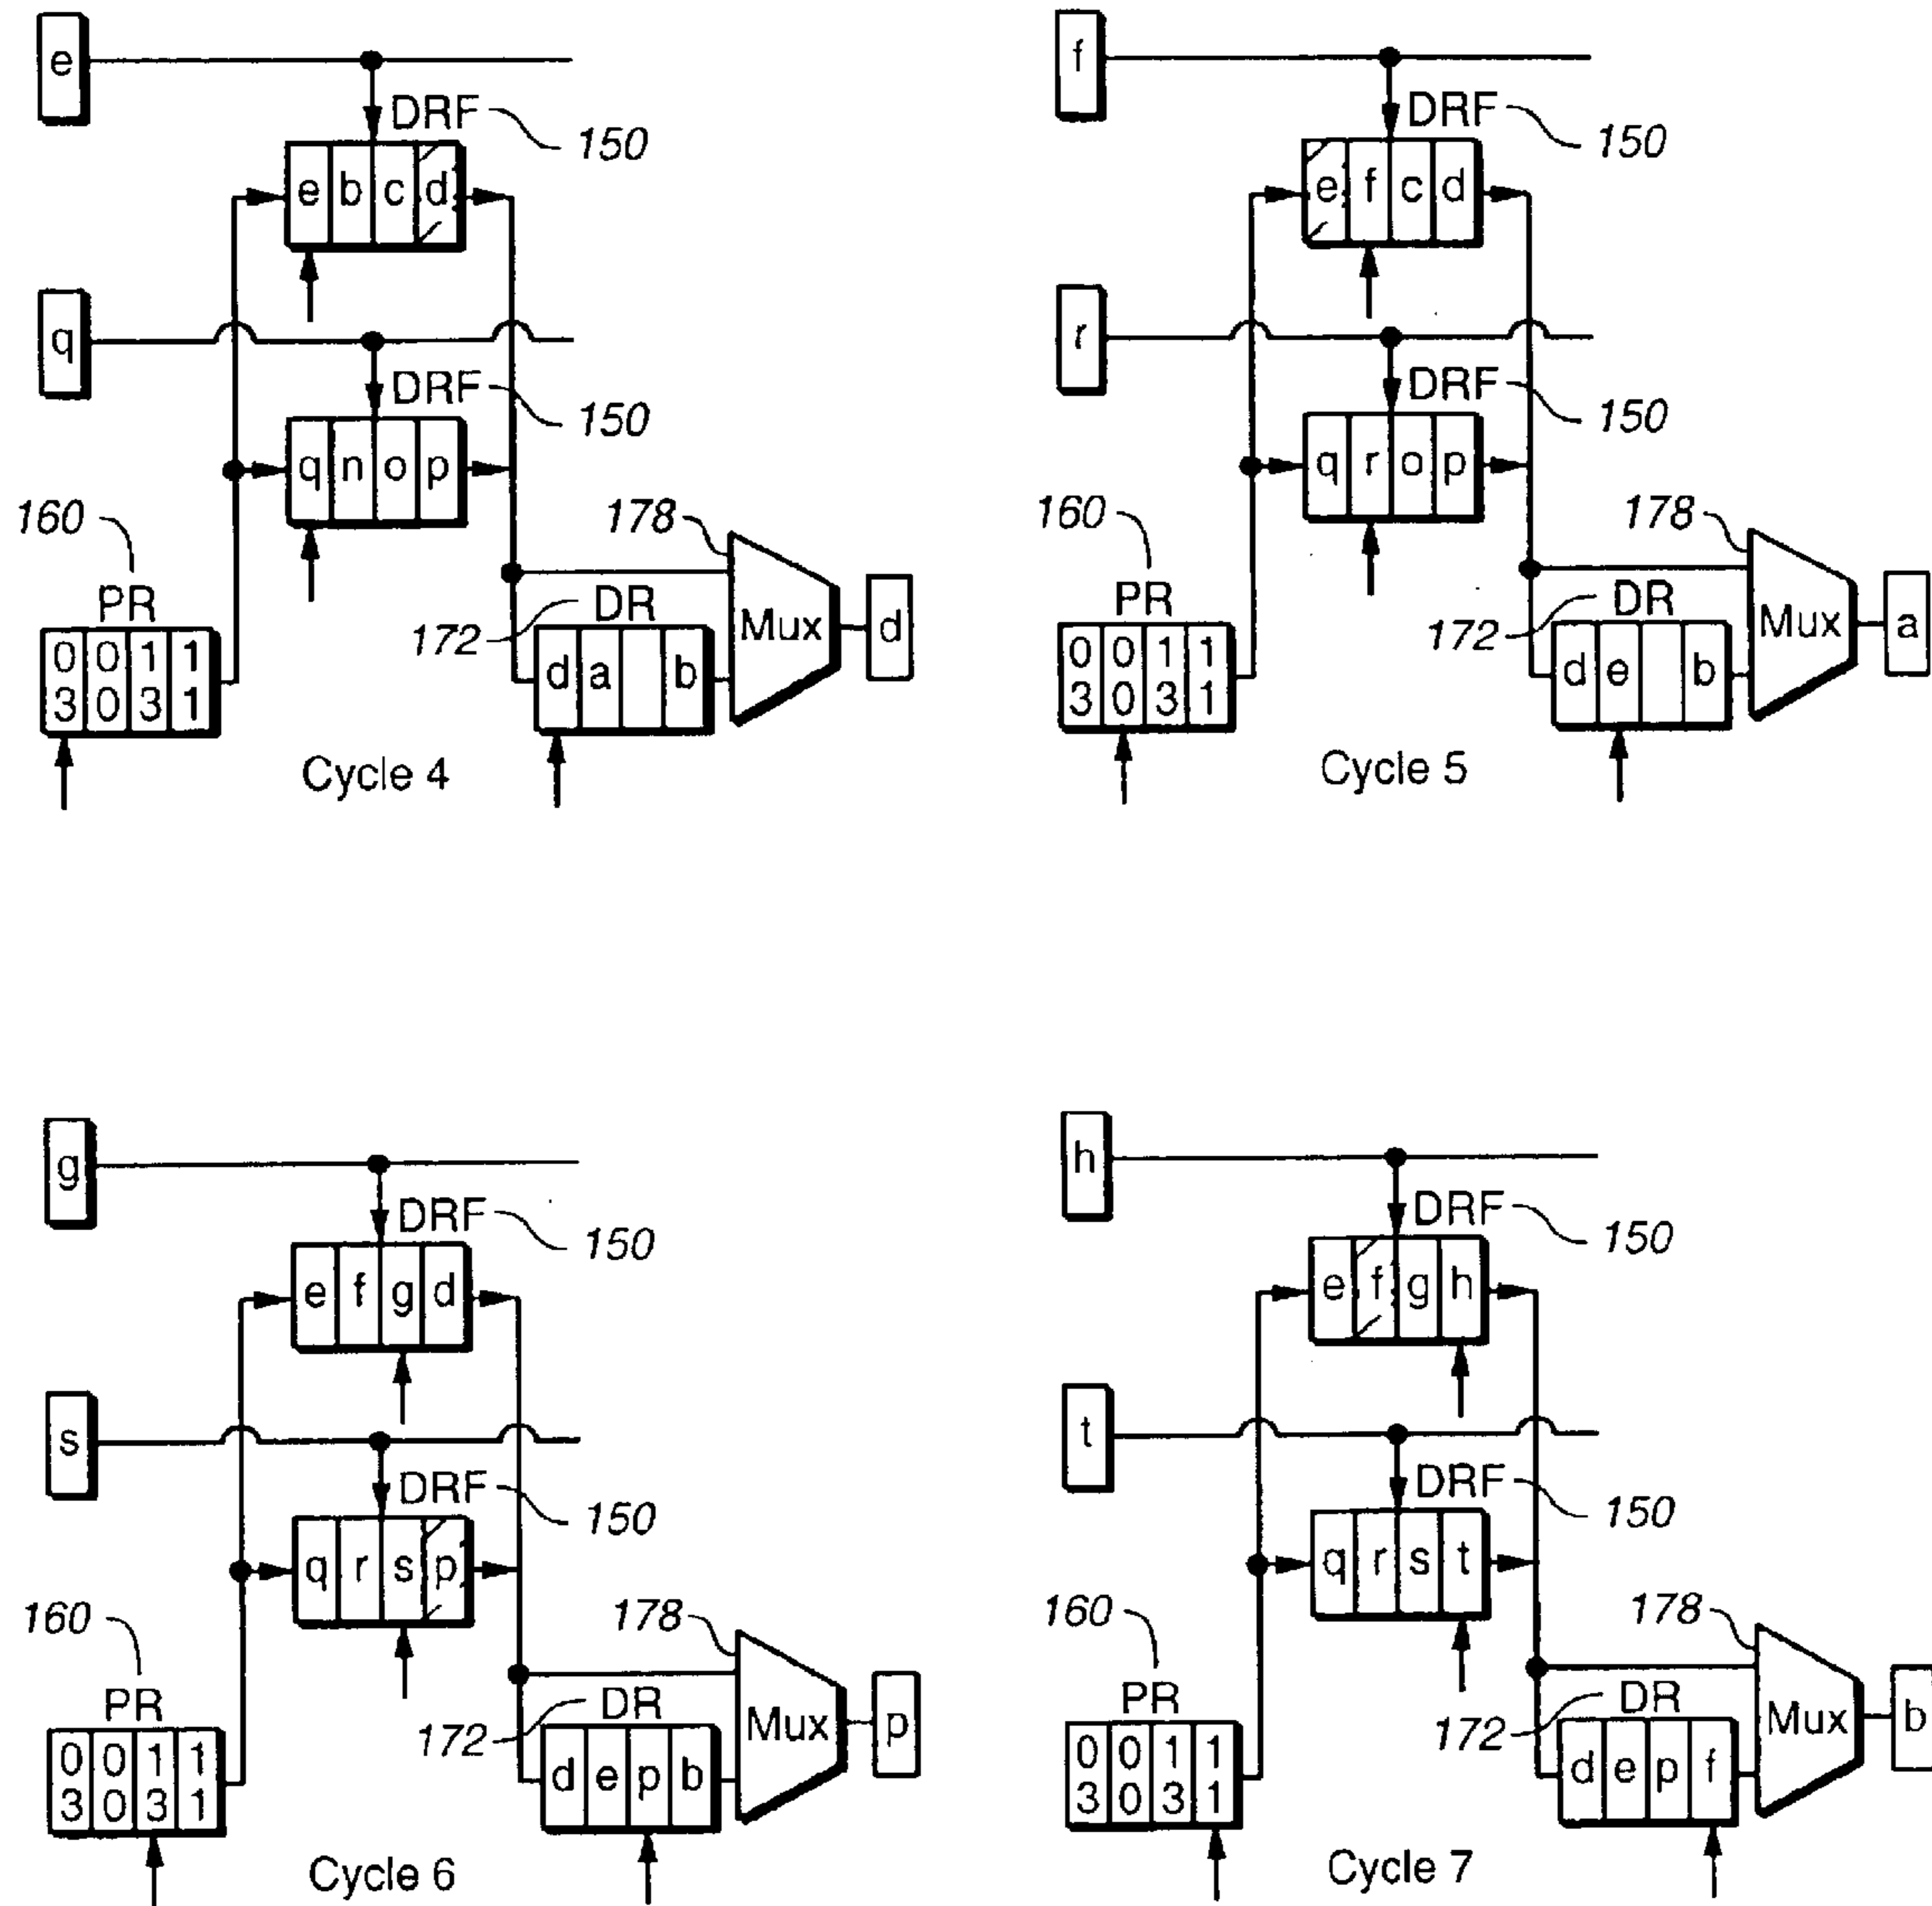 e
DRF
150
e b c d
q
DRF
150
q n o p
160
PR
0 0 1 1
3 0 3 1
178
172
DR
d a b
Mux
d
Cycle 4
f
DRF
150
e f c d
r
DRF
150
q r o p
160
PR
0 0 1 1
3 0 3 1
178
172
DR
d e b
Mux
a
Cycle 5
g
DRF
150
e f g d
s
DRF
150
q r s p
160
PR
0 0 1 1
3 0 3 1
178
172
DR
d e p b
Mux
p
Cycle 6
h
DRF
150
e f g h
t
DRF
150
q r s t
160
PR
0 0 1 1
3 0 3 1
178
172
DR
d e p f
Mux
b
Cycle 7